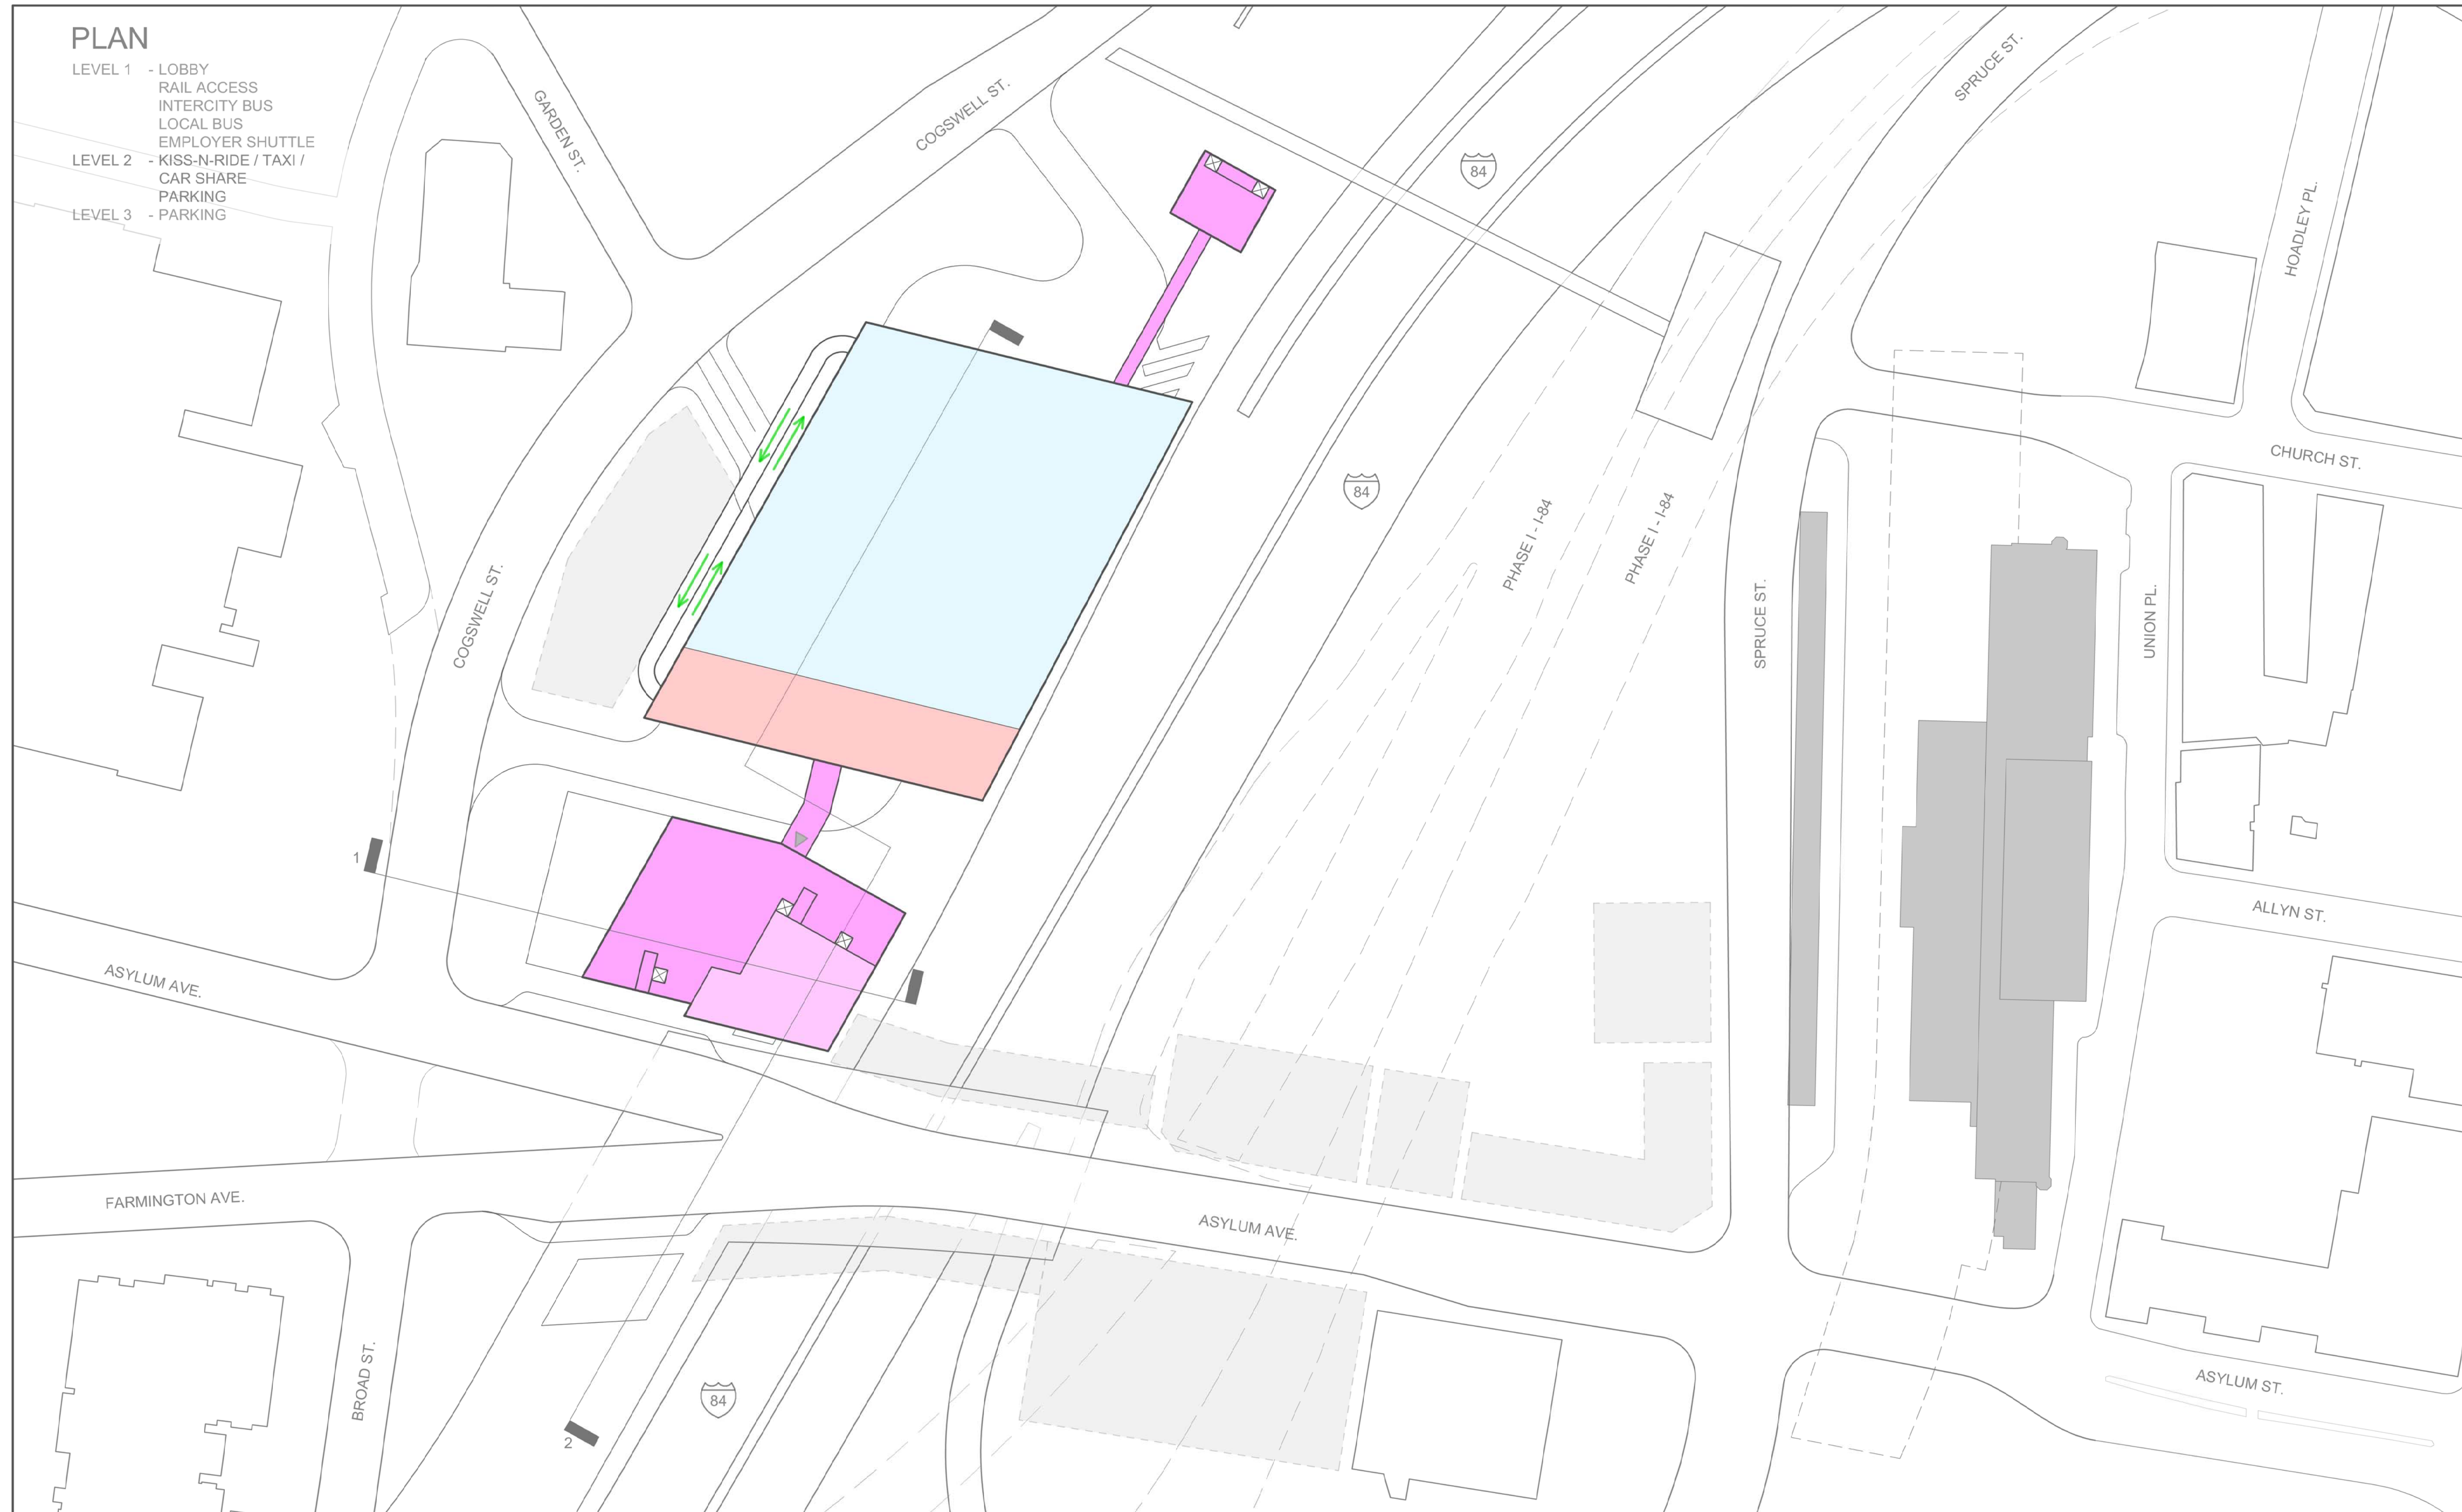 PLAN
LEVEL 1 - LOBBY
RAIL ACCESS
INTERCITY BUS
LOCAL BUS
EMPLOYER SHUTTLE
LEVEL 2 - KISS-N-RIDE / TAXI /
CAR SHARE
PARKING
LEVEL 3 - PARKING
GARDEN ST.
COGSWELL ST.
SPRUCE ST.
84
HOADLEY PL.
CHURCH ST.
84
PHASE I - I-84
PHASE I - I-84
COGSWELL ST.
SPRUCE ST.
UNION PL.
1
ALLYN ST.
ASYLUM AVE.
FARMINGTON AVE.
ASYLUM AVE.
BROAD ST.
84
ASYLUM ST.
2